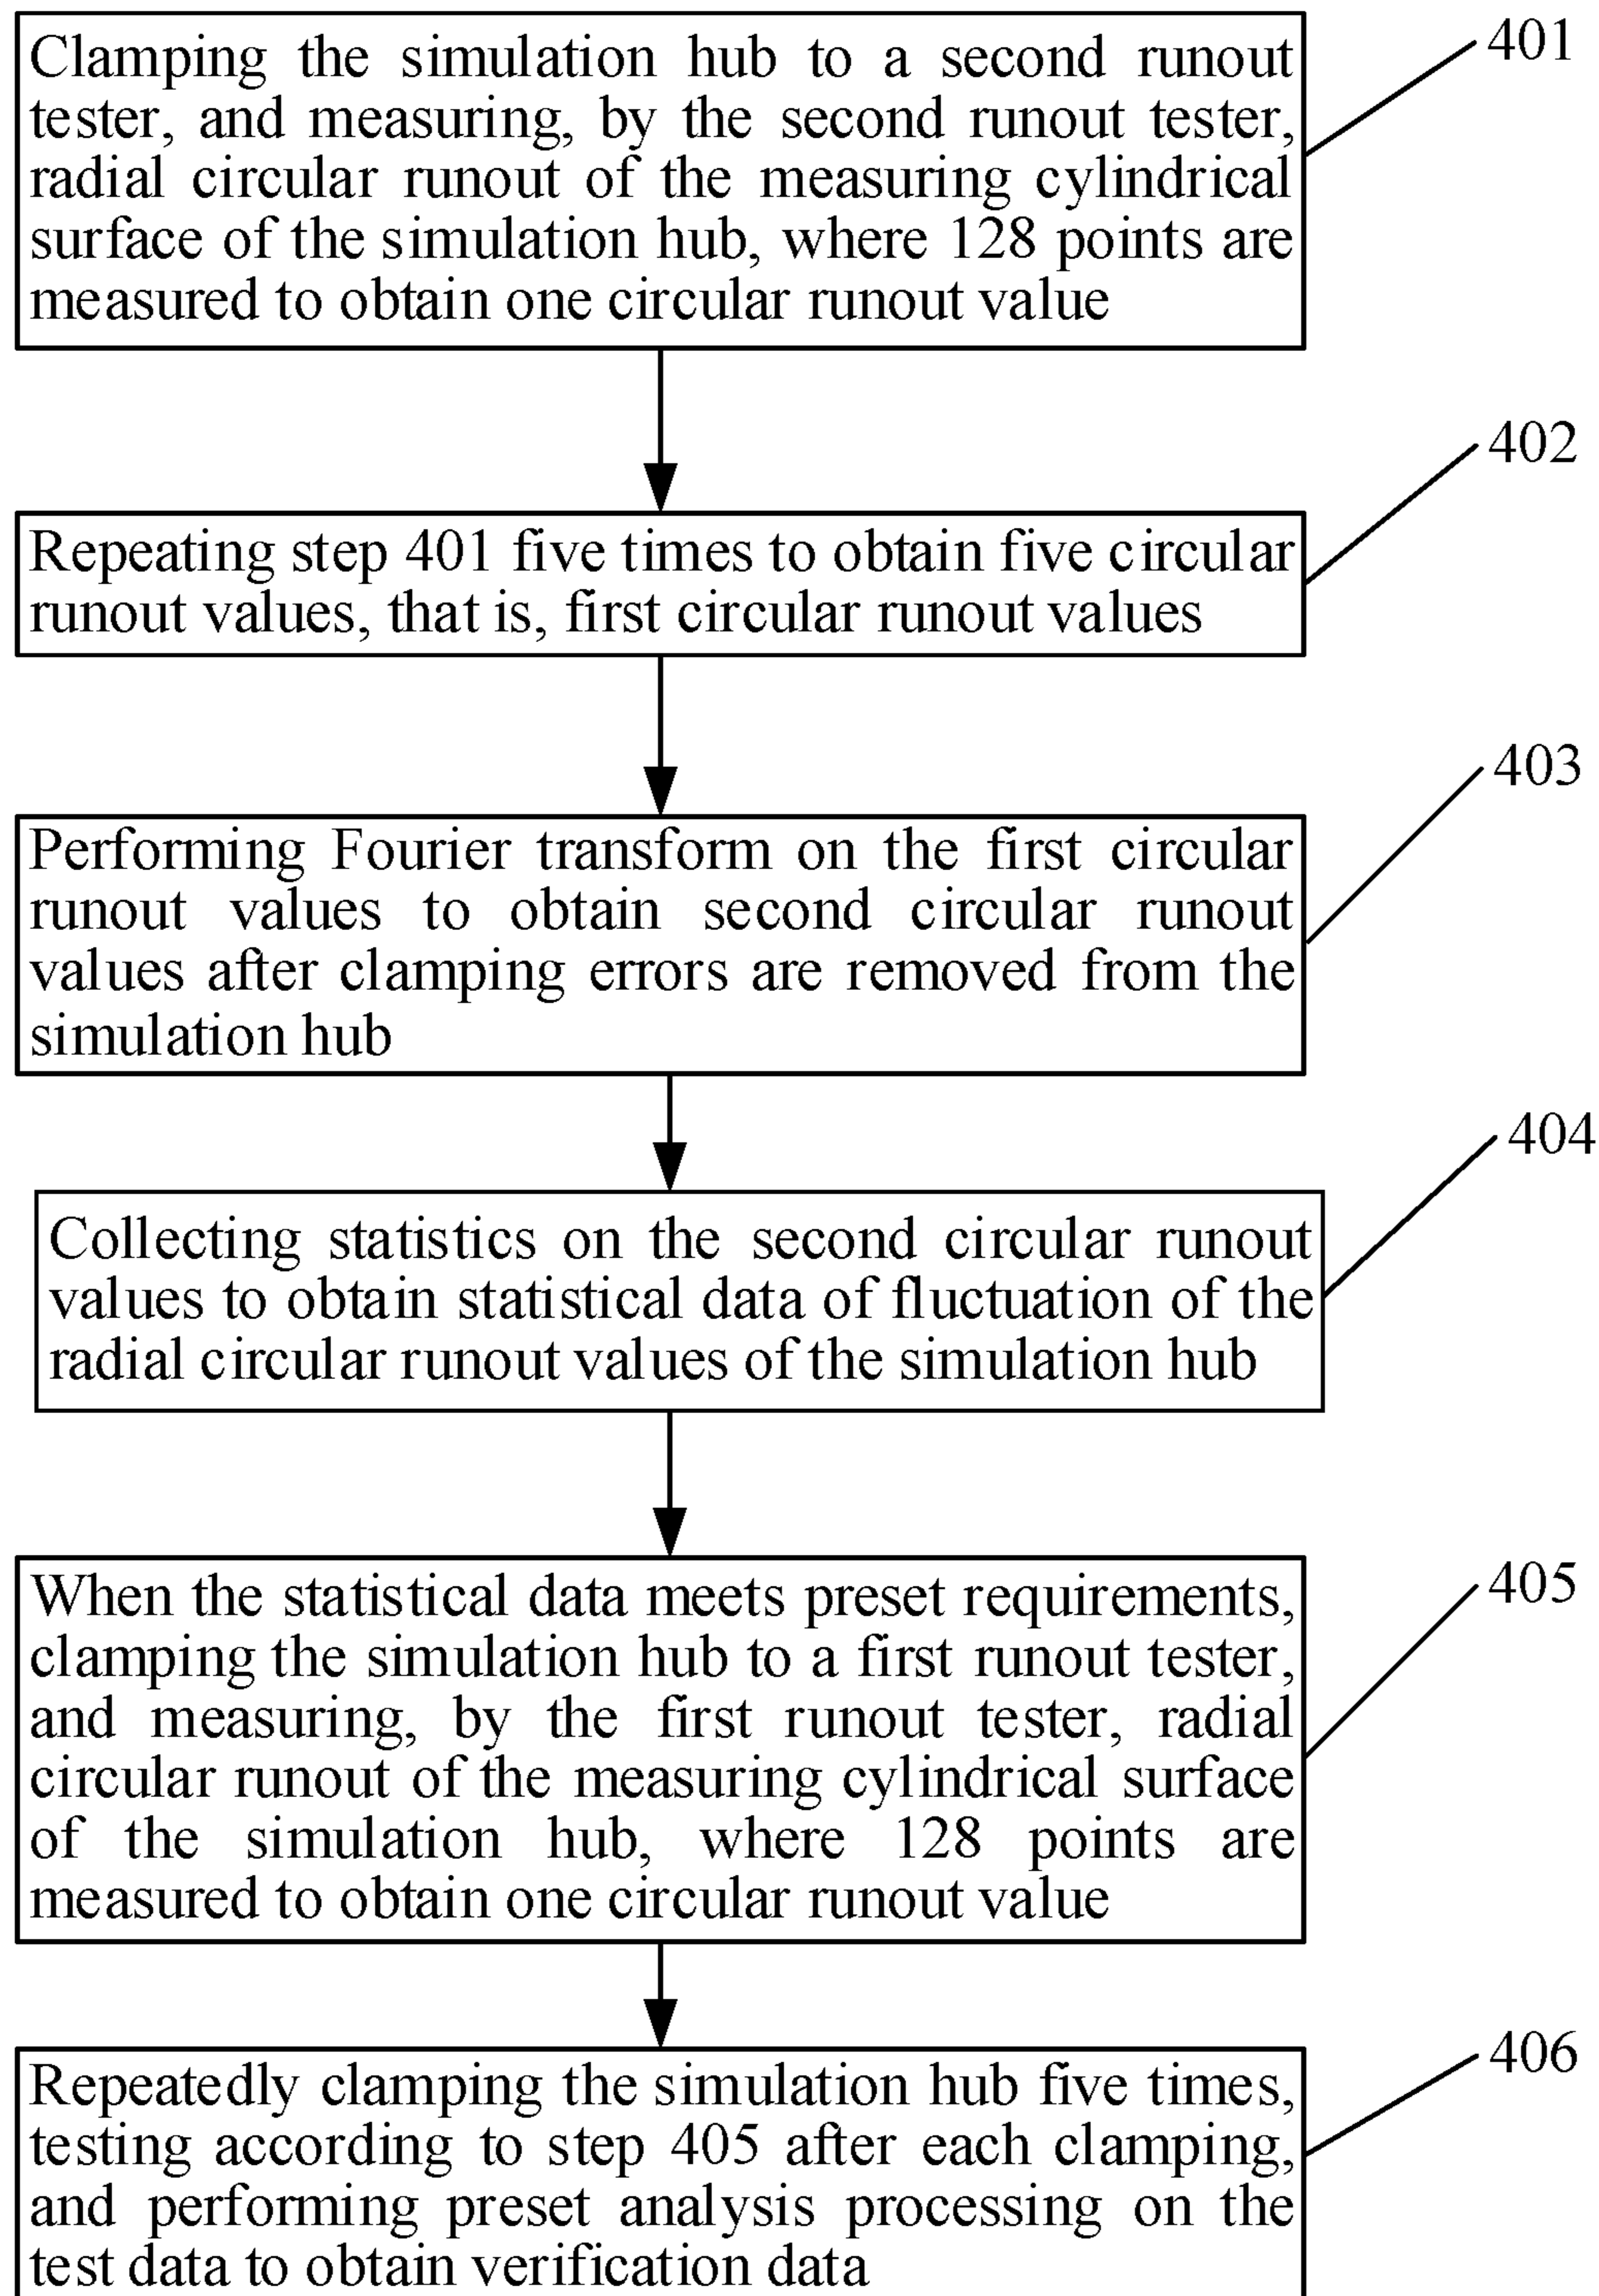 Clamping the simulation hub to a second runout
tester, and measuring, by the second runout tester,
radial circular runout of the measuring cylindrical
surface of the simulation hub, where 128 points are
measured to obtain one circular runout value
401
Repeating step 401 five times to obtain five circular
runout values, that is, first circular runout values
402
Performing Fourier transform on the first circular
runout values to obtain second circular runout
values after clamping errors are removed from the
simulation hub
403
Collecting statistics on the second circular runout
values to obtain statistical data of fluctuation of the
radial circular runout values of the simulation hub
404
When the statistical data meets preset requirements,
clamping the simulation hub to a first runout tester,
and measuring, by the first runout tester, radial
circular runout of the measuring cylindrical surface
of the simulation hub, where 128 points are
measured to obtain one circular runout value
405
Repeatedly clamping the simulation hub five times,
testing according to step 405 after each clamping,
and performing preset analysis processing on the
test data to obtain verification data
406